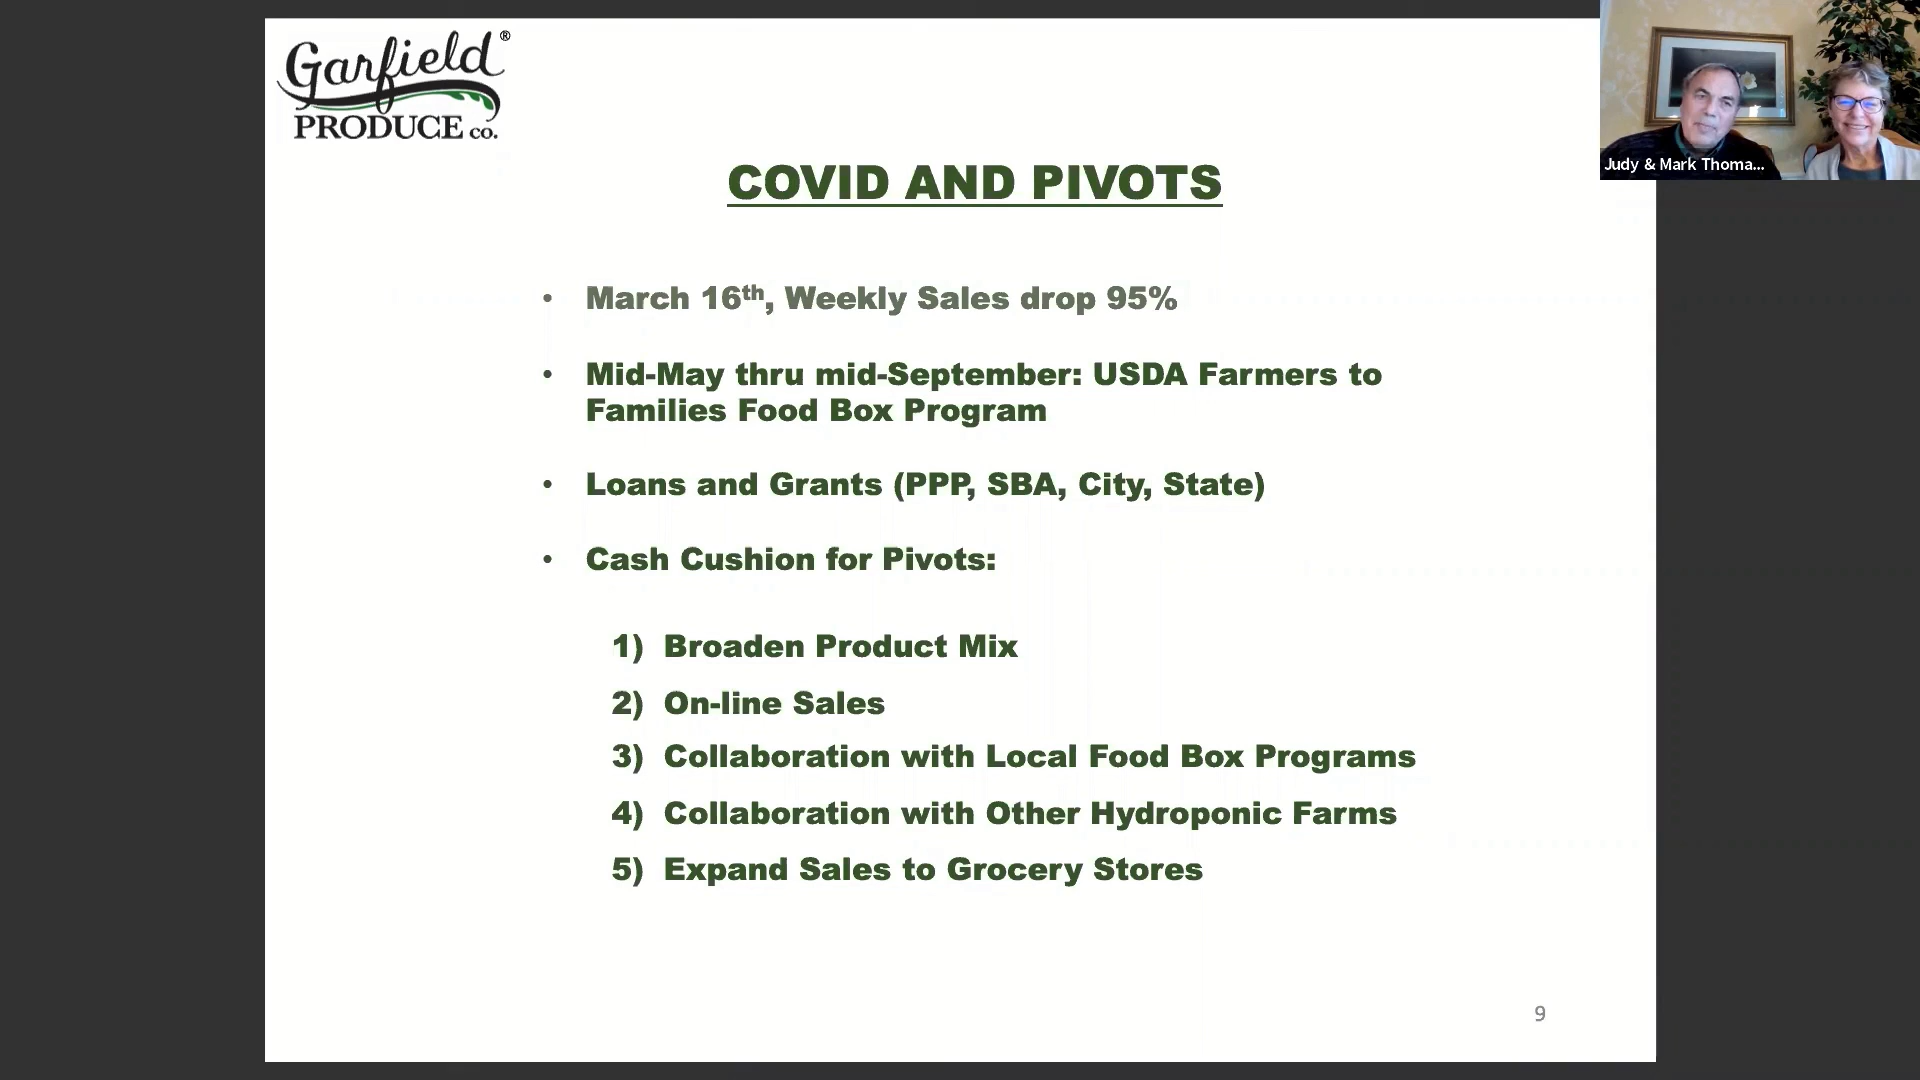 Garfield®
PRODUCE CO.
Judy & Mark Thoma...
COVID AND PIVOTS
• March 16th, Weekly Sales drop 95%
• Mid-May thru mid-September: USDA Farmers to
Families Food Box Program
• Loans and Grants (PPP, SBA, City, State)
• Cash Cushion for Pivots:
1) Broaden Product Mix
2) On-line Sales
3) Collaboration with Local Food Box Programs
4) Collaboration with Other Hydroponic Farms
5) Expand Sales to Grocery Stores
9